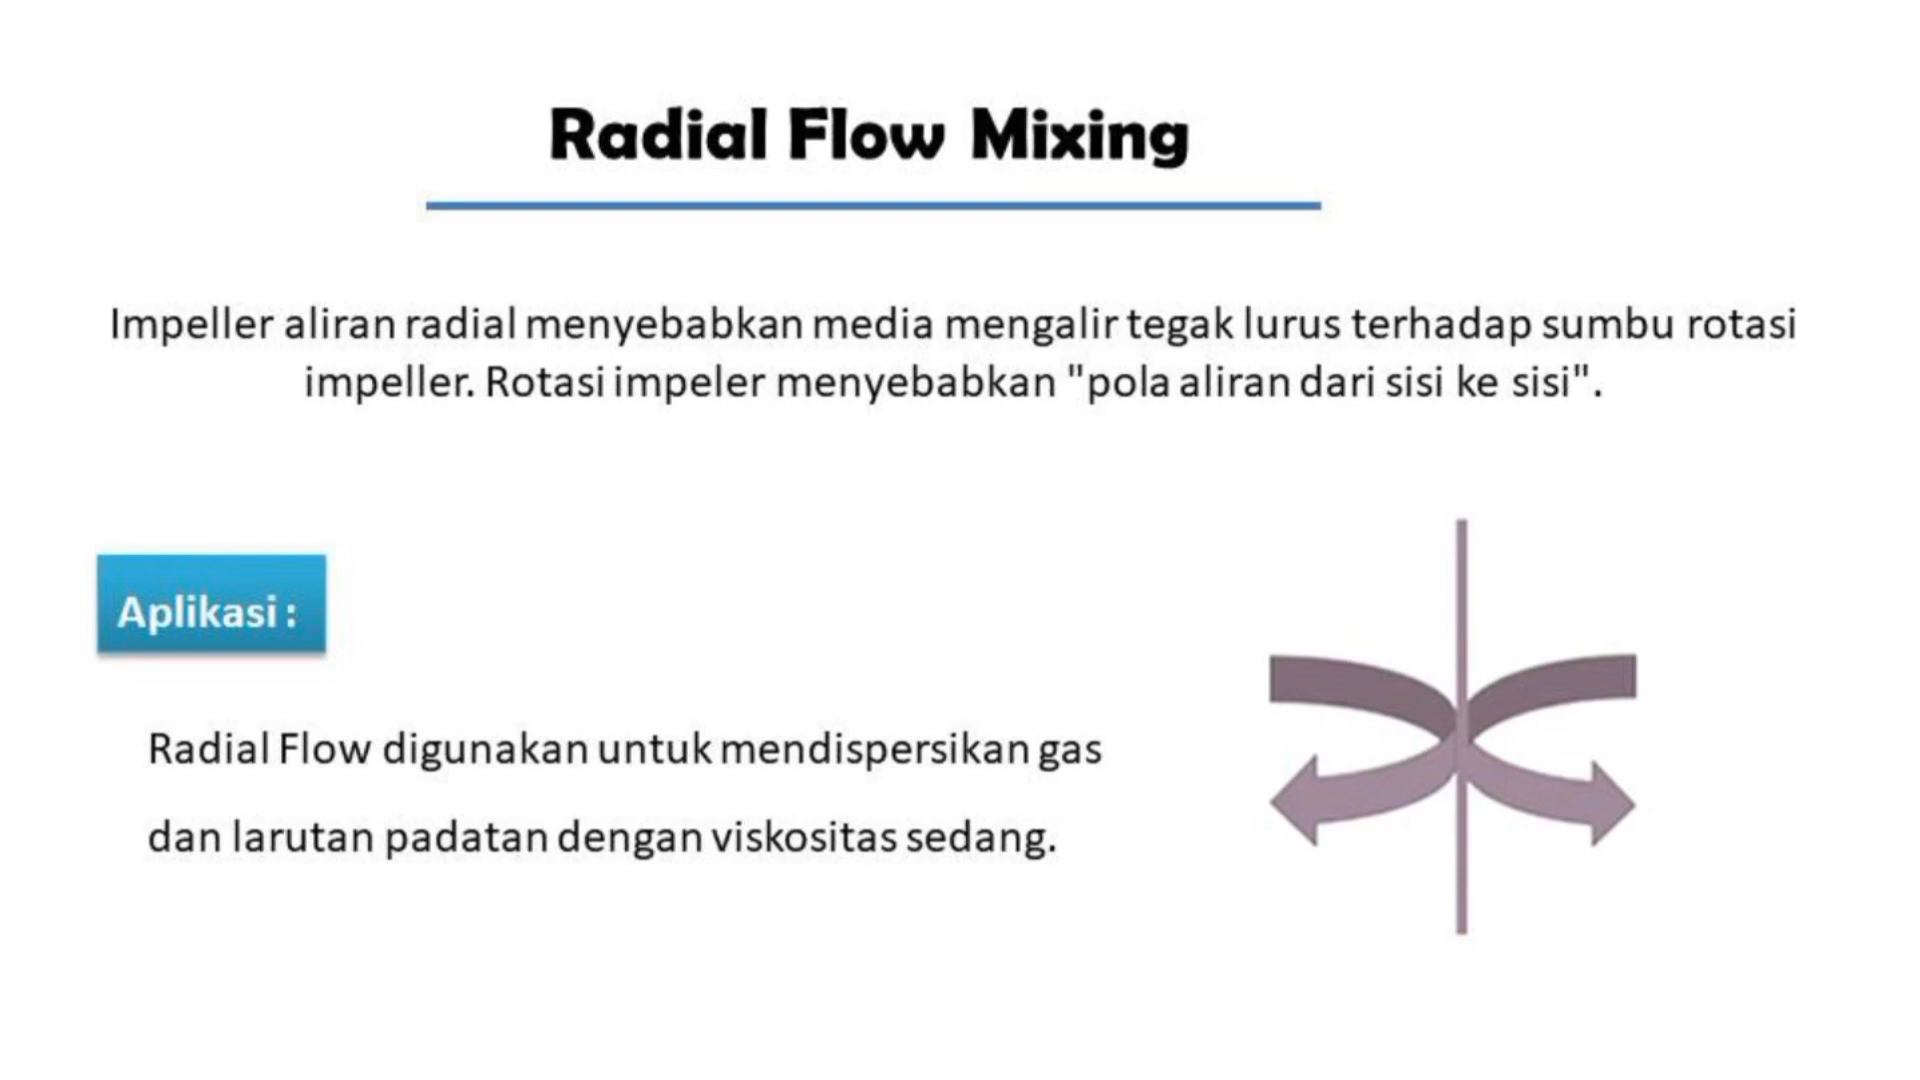 Radial Flow Mixing
Impeller aliran radial menyebabkan media mengalir tegak lurus terhadap sumbu rotasi
impeller. Rotasi impeler menyebabkan "pola aliran dari sisi ke sisi".
Aplikasi :
Radial Flow digunakan untuk mendispersikan gas
dan larutan padatan dengan viskositas sedang.